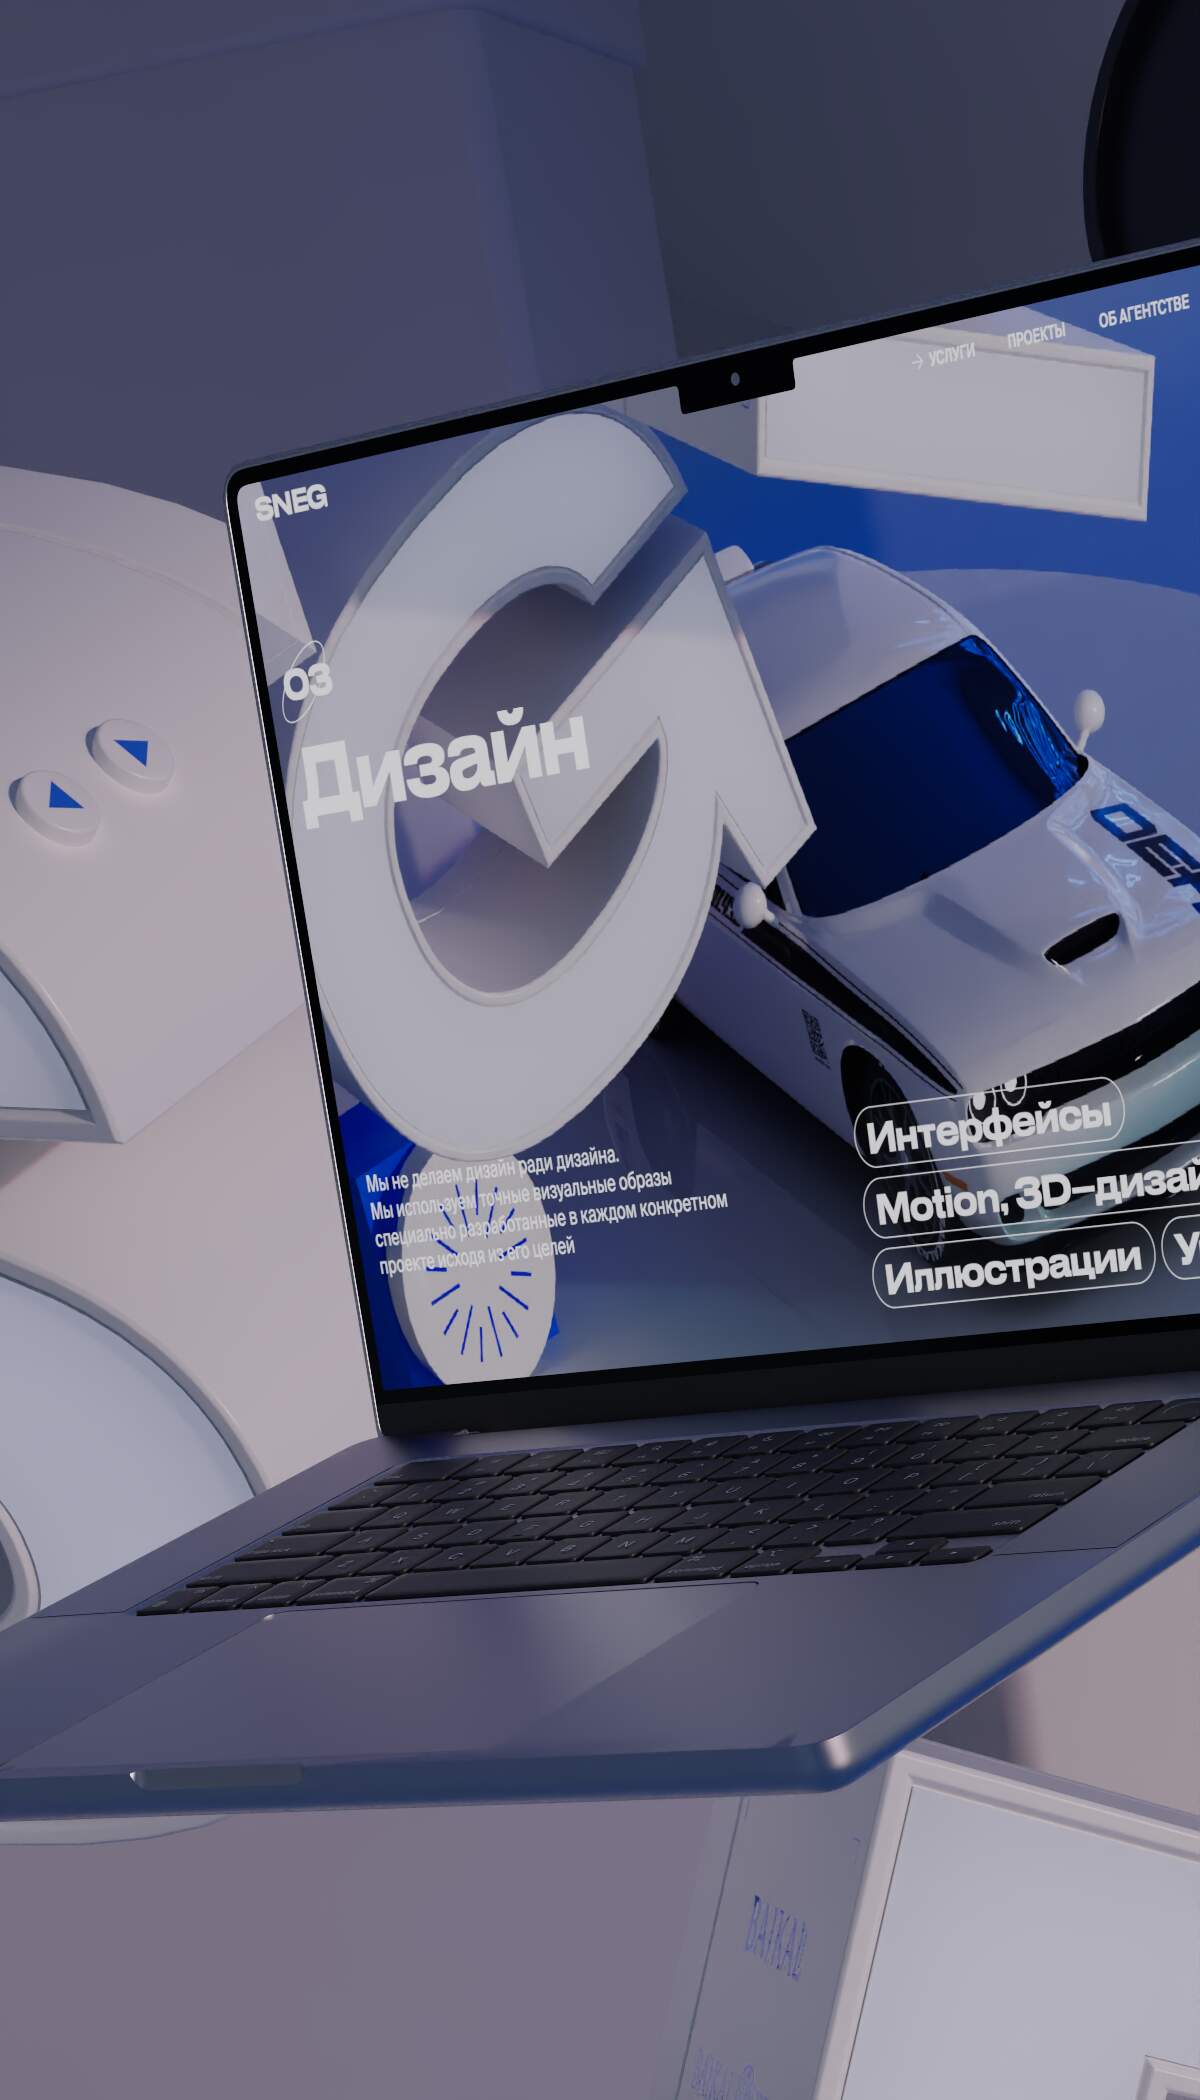 → УСЛУГИ ПРОЕКТЫ ОБ АГЕНТСТВЕ
SNEG
03
Дизайн
Мы не делаем дизайн ради дизайна.
Мы используем точные визуальные образы
специально разработанные в каждом конкретном
проекте исходя из его целей
Интерфейсы
Motion, 3D–дизай
Иллюстрации
BAIKAL